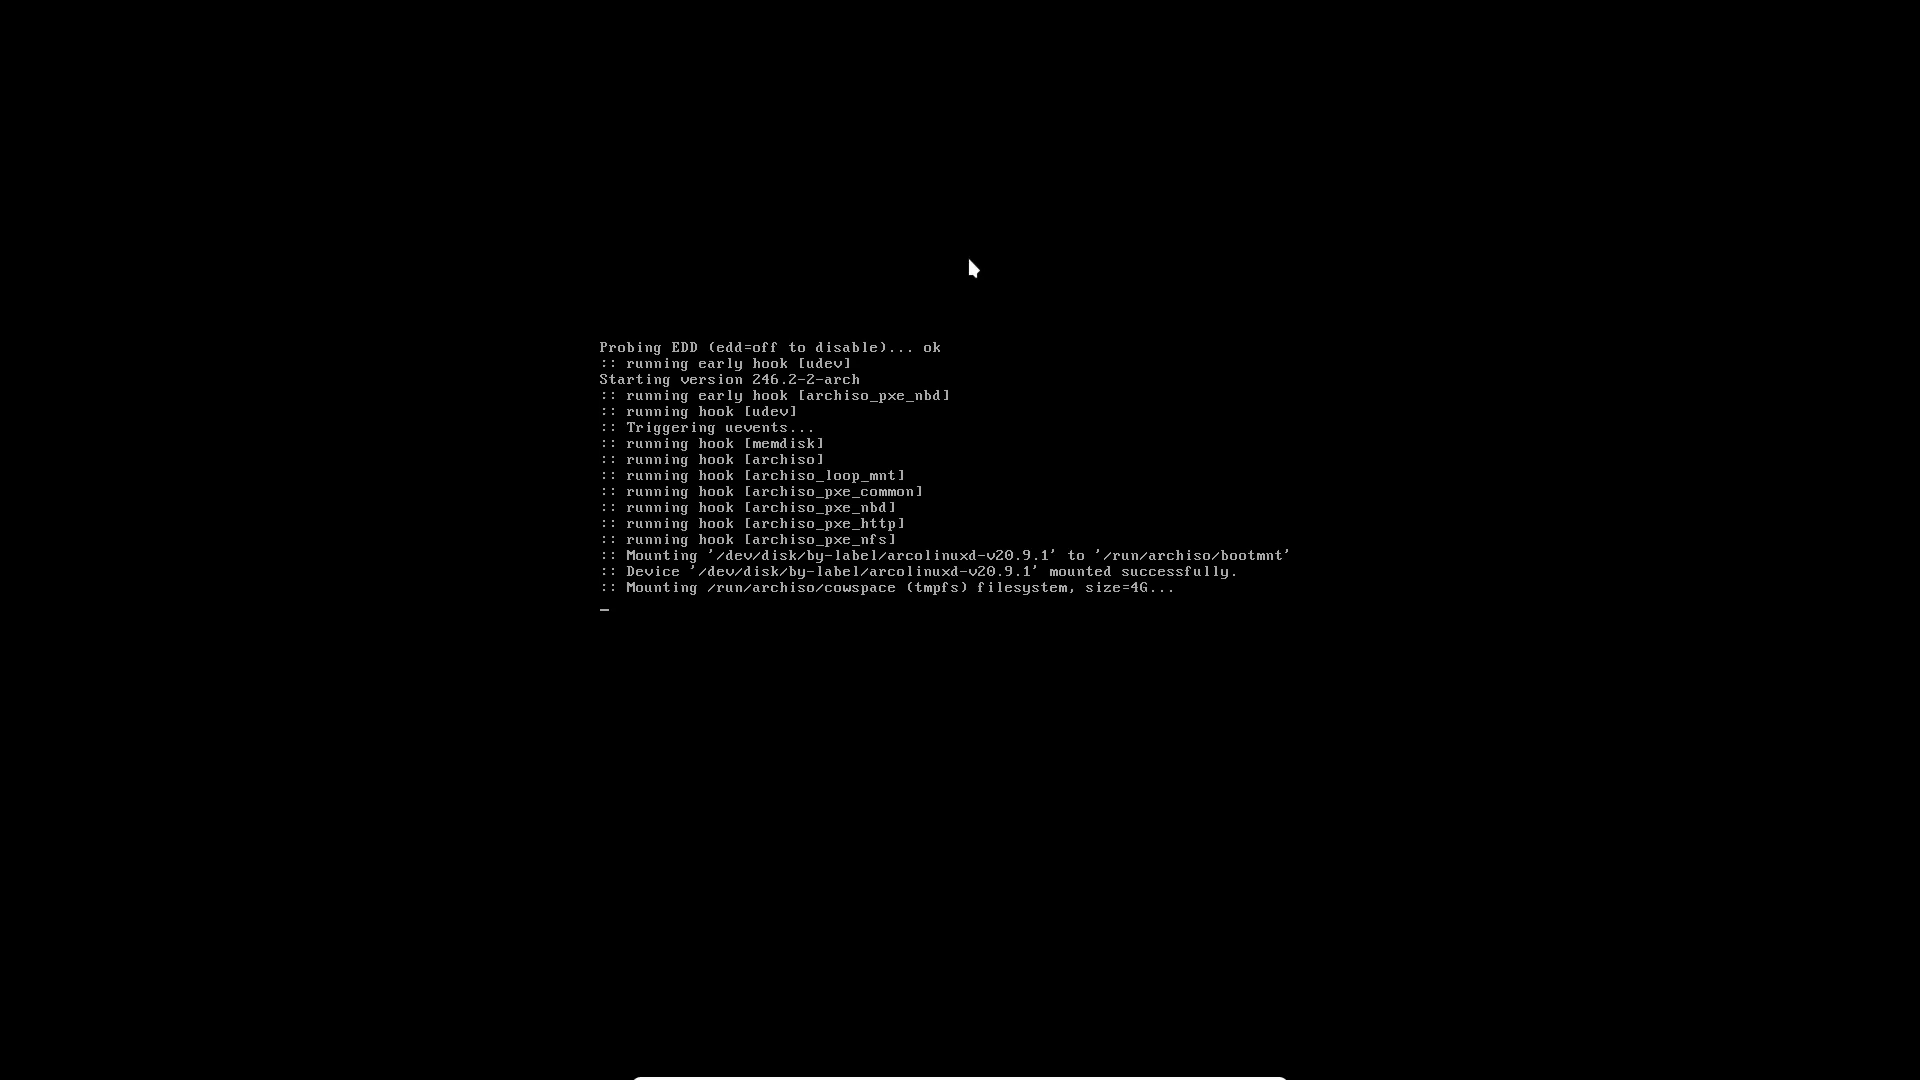 Probing EDD (edd=off to disable)... ok
:: running early hook [udev]
Starting version 246.2-2-arch
:: running early hook [archiso_pxe_nbd]
:: running hook [udev]
:: Triggering uevents...
:: running hook [memdisk]
:: running hook [archiso]
:: running hook [archiso_loop_mnt]
:: running hook [archiso_pxe_common]
:: running hook [archiso_pxe_nbd]
:: running hook [archiso_pxe_http]
:: running hook [archiso_pxe_nfs]
:: Mounting '/dev/disk/by-label/arcolinuxd-v20.9.1' to '/run/archiso/bootmnt'
:: Device '/dev/disk/by-label/arcolinuxd-v20.9.1' mounted successfully.
:: Mounting /run/archiso/cowspace (tmpfs) filesystem, size=4G...